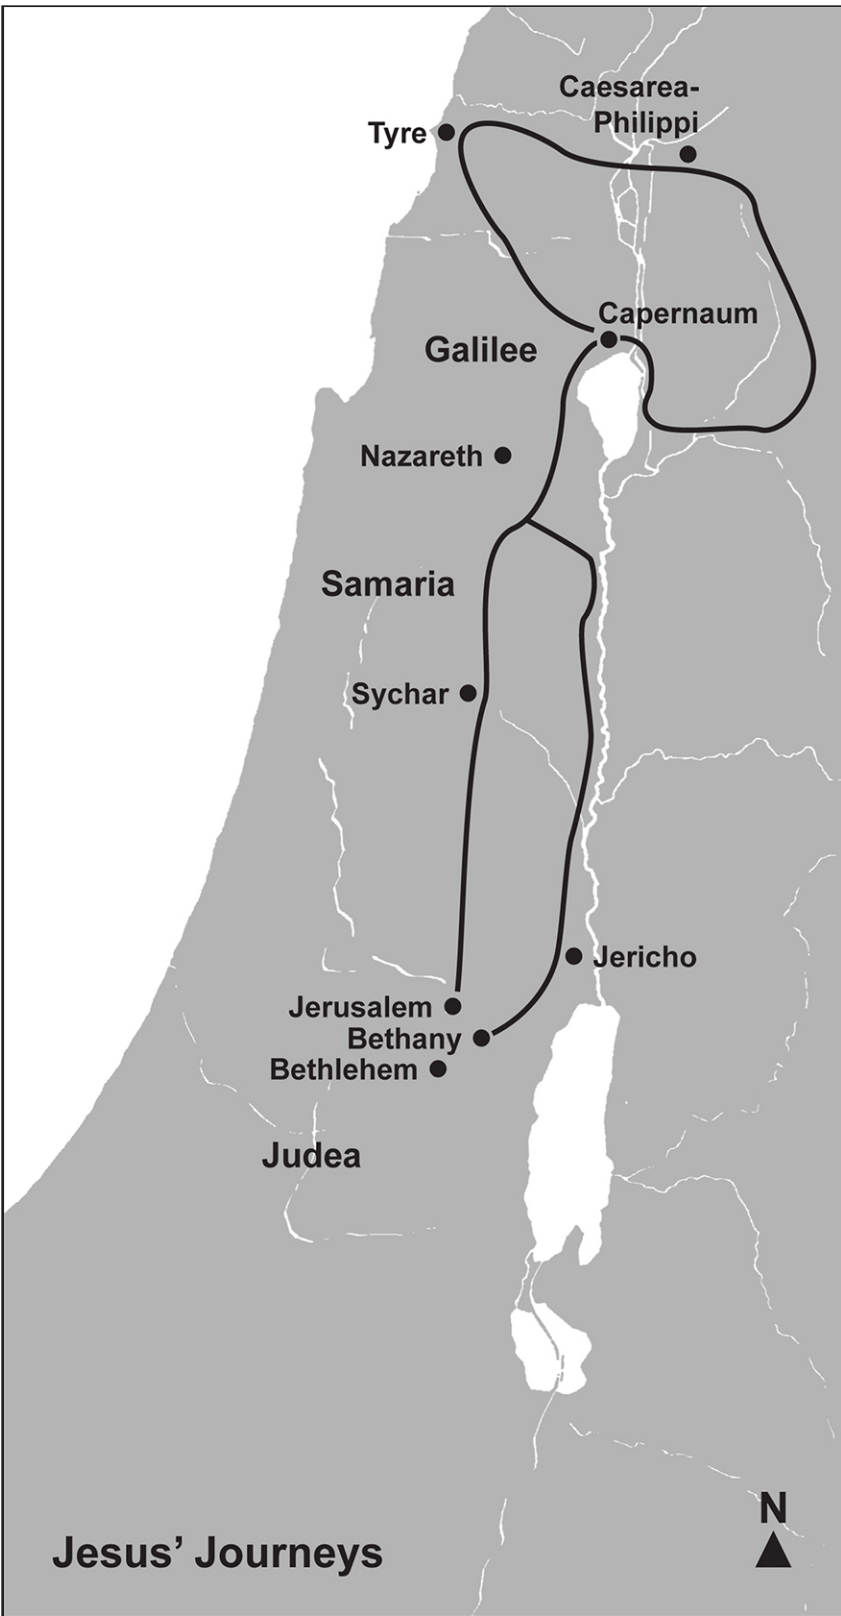 Caesarea-
Philippi
Tyre
Capernaum
Galilee
Nazareth
Samaria
Sychar
Jericho
Jerusalem
Bethany
Bethlehem
Judea
N
Jesus’ Journeys